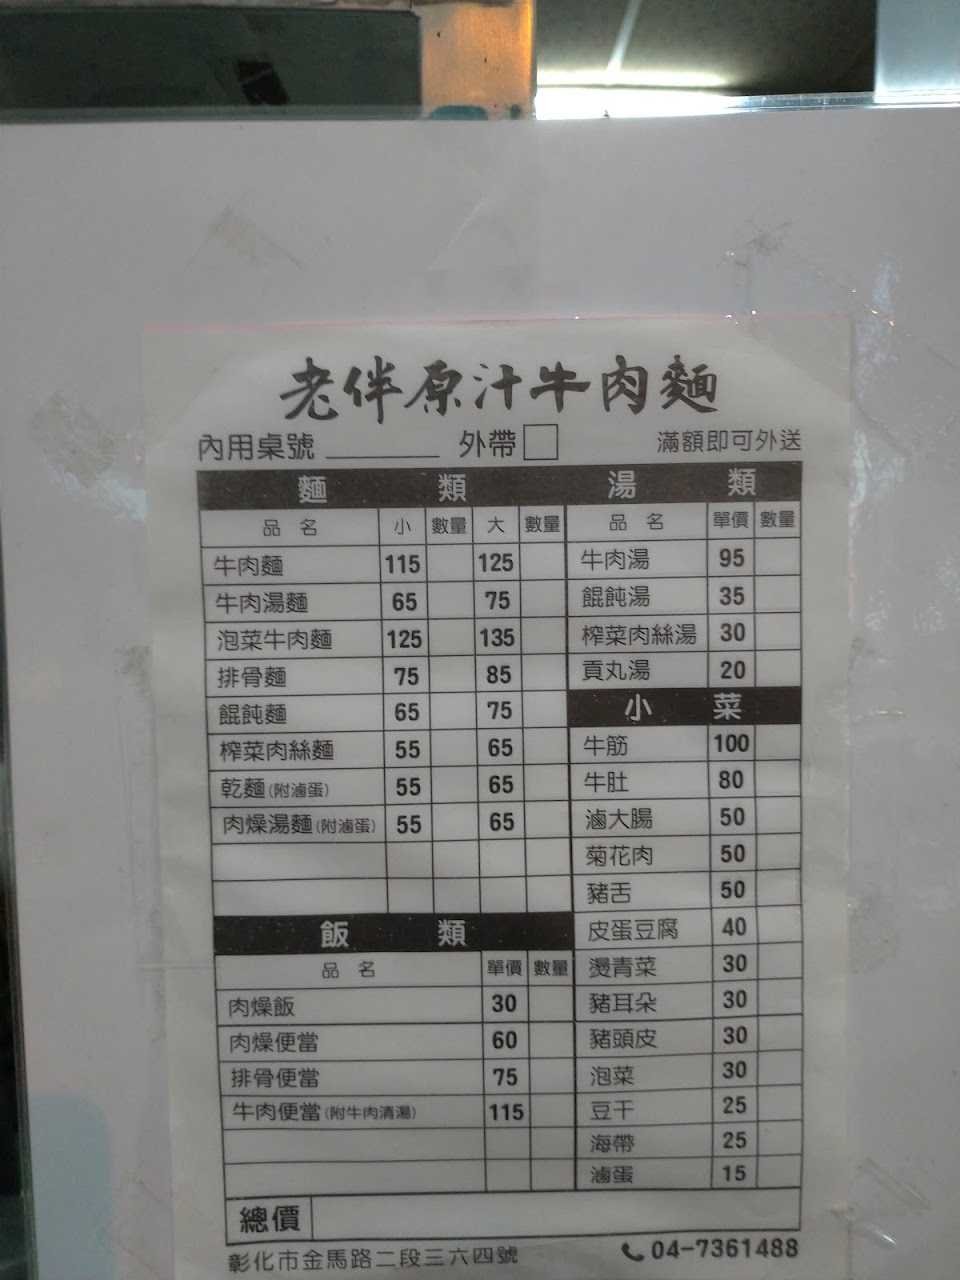 老伴原汁牛肉麵
內用桌號 外帶 滿額即可外送
麵 類
品 名 小 數量 大 數量
牛肉麵 115 125
牛肉湯麵 65 75
泡菜牛肉麵 125 135
排骨麵 75 85
餛飩麵 65 75
榨菜肉絲麵 55 65
乾麵(附滷蛋) 55 65
肉燥湯麵(附滷蛋) 55 65
飯 類
品 名 單價 數量
肉燥飯 30
肉燥便當 60
排骨便當 75
牛肉便當(附牛肉清湯) 115
湯 類
品 名 單價 數量
牛肉湯 95
餛飩湯 35
榨菜肉絲湯 30
貢丸湯 20
小 菜
牛筋 100
牛肚 80
滷大腸 50
菊花肉 50
豬舌 50
皮蛋豆腐 40
燙青菜 30
豬耳朵 30
豬頭皮 30
泡菜 30
豆干 25
海帶 25
滷蛋 15
總價
彰化市金馬路二段三六四號 04-7361488